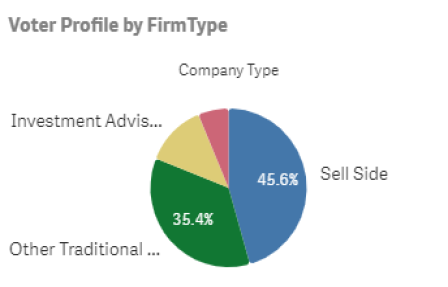 Voter Profile by FirmType
Company Type
Investment Advis...
45.6%
Sell Side
35.4%
Other Traditional ...